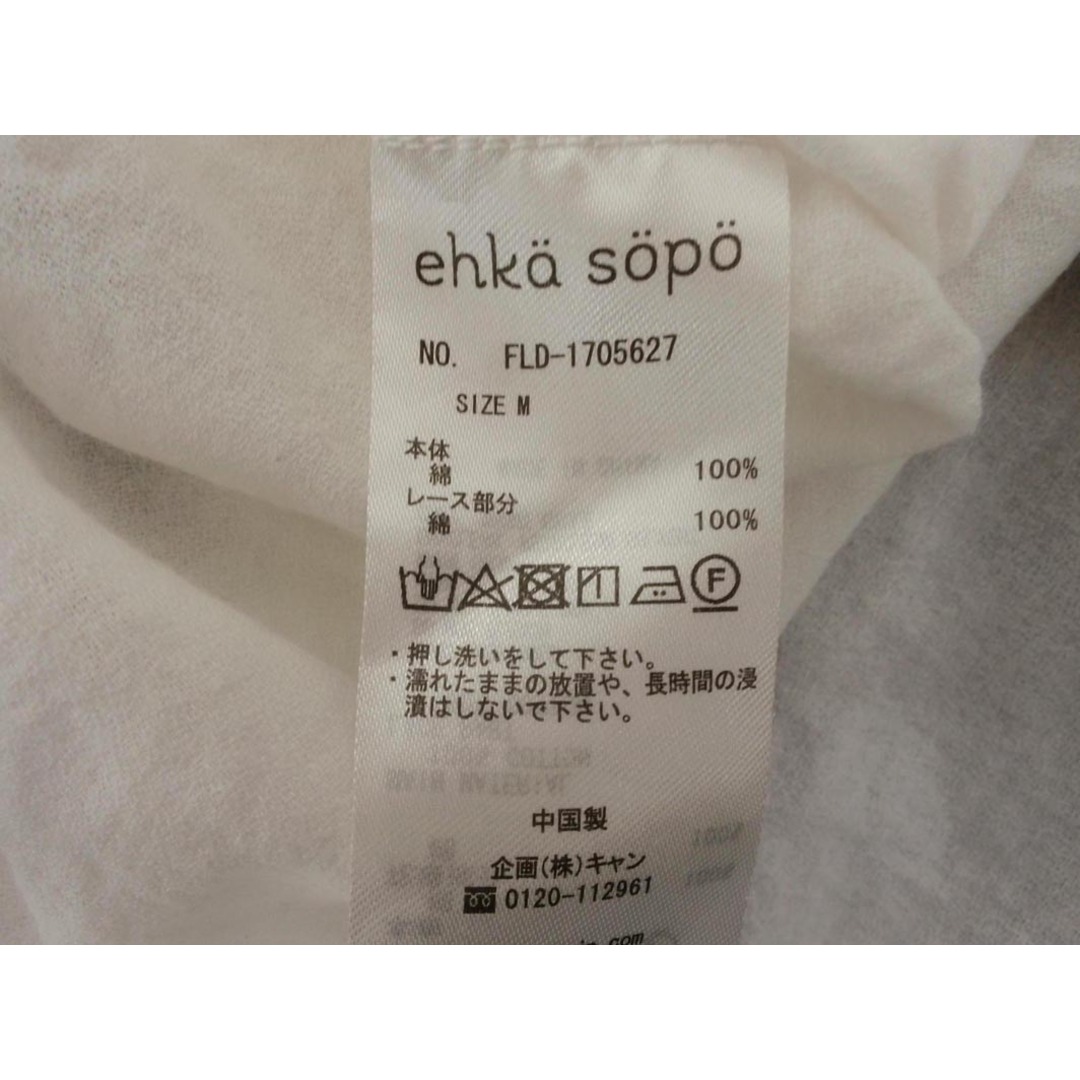 ehkä söpö
NO. FLD-1705627
SIZE M
本体
綿 100%
レース部分
綿 100%
F
・押し洗いをして下さい。
・濡れたままの放置や、長時間の浸
漬はしないで下さい。
中国製
企画(株)キャン
0120-112961
.com